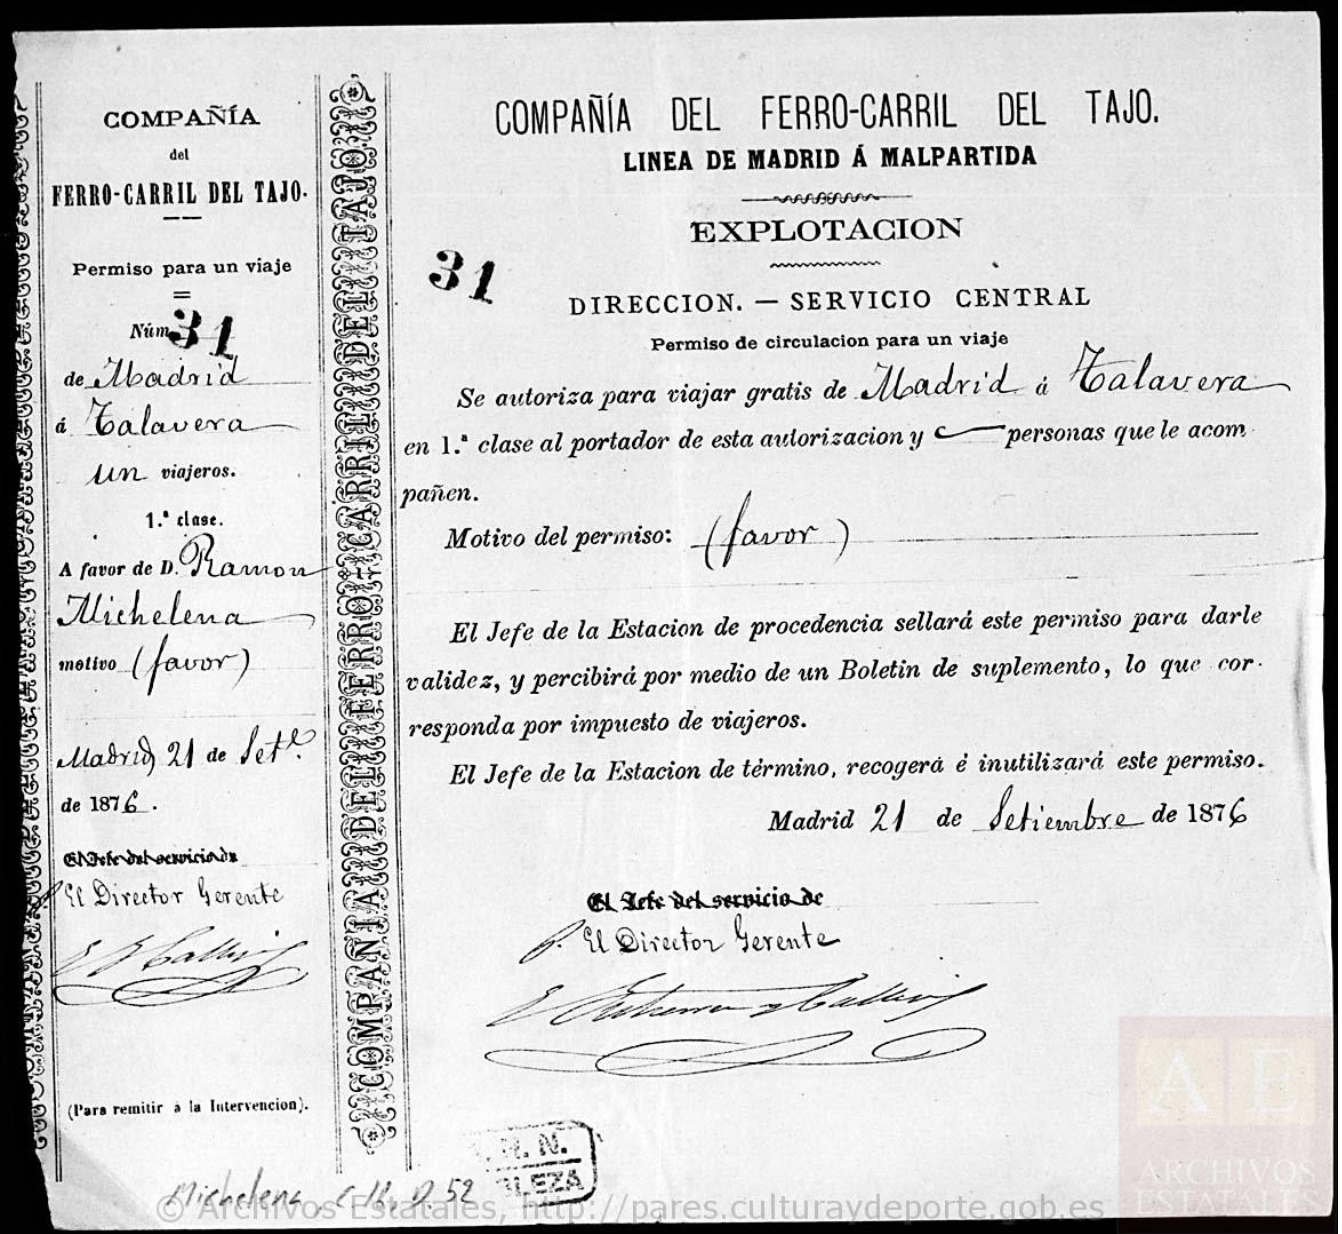 COMPAÑÍA
del
FERRO-CARRIL DEL TAJO.
Permiso para un viaje
Núm 31
de Madrid
á Talavera
un viajeros.
1.ª clase.
A favor de D. Ramon
Michelena
motivo (favor)
Madrid 21 de Set.e
de 1876.
El Jefe del servicio de
P. El Director Gerente
(Para remitir á la Intervencion).
COMPAÑIA DEL FERRO-CARRIL DEL TAJO
COMPAÑÍA DEL FERRO-CARRIL DEL TAJO.
LINEA DE MADRID Á MALPARTIDA
EXPLOTACION
31
DIRECCION. — SERVICIO CENTRAL
Permiso de circulacion para un viaje
Se autoriza para viajar gratis de Madrid á Talavera
en 1.ª clase al portador de esta autorizacion y — personas que le acom-
pañen.
Motivo del permiso: (favor)
El Jefe de la Estacion de procedencia sellará este permiso para darle
validez, y percibirá por medio de un Boletin de suplemento, lo que cor-
responda por impuesto de viajeros.
El Jefe de la Estacion de término, recogerá é inutilizará este permiso.
Madrid 21 de Setiembre de 1876
El Jefe del servicio de
P. El Director Gerente
H. N.
BLEZA
Michelena, C 12, D. 52
© Archivos Estatales, http://pares.culturaydeporte.gob.es
AE
ARCHIVOS
ESTATALES